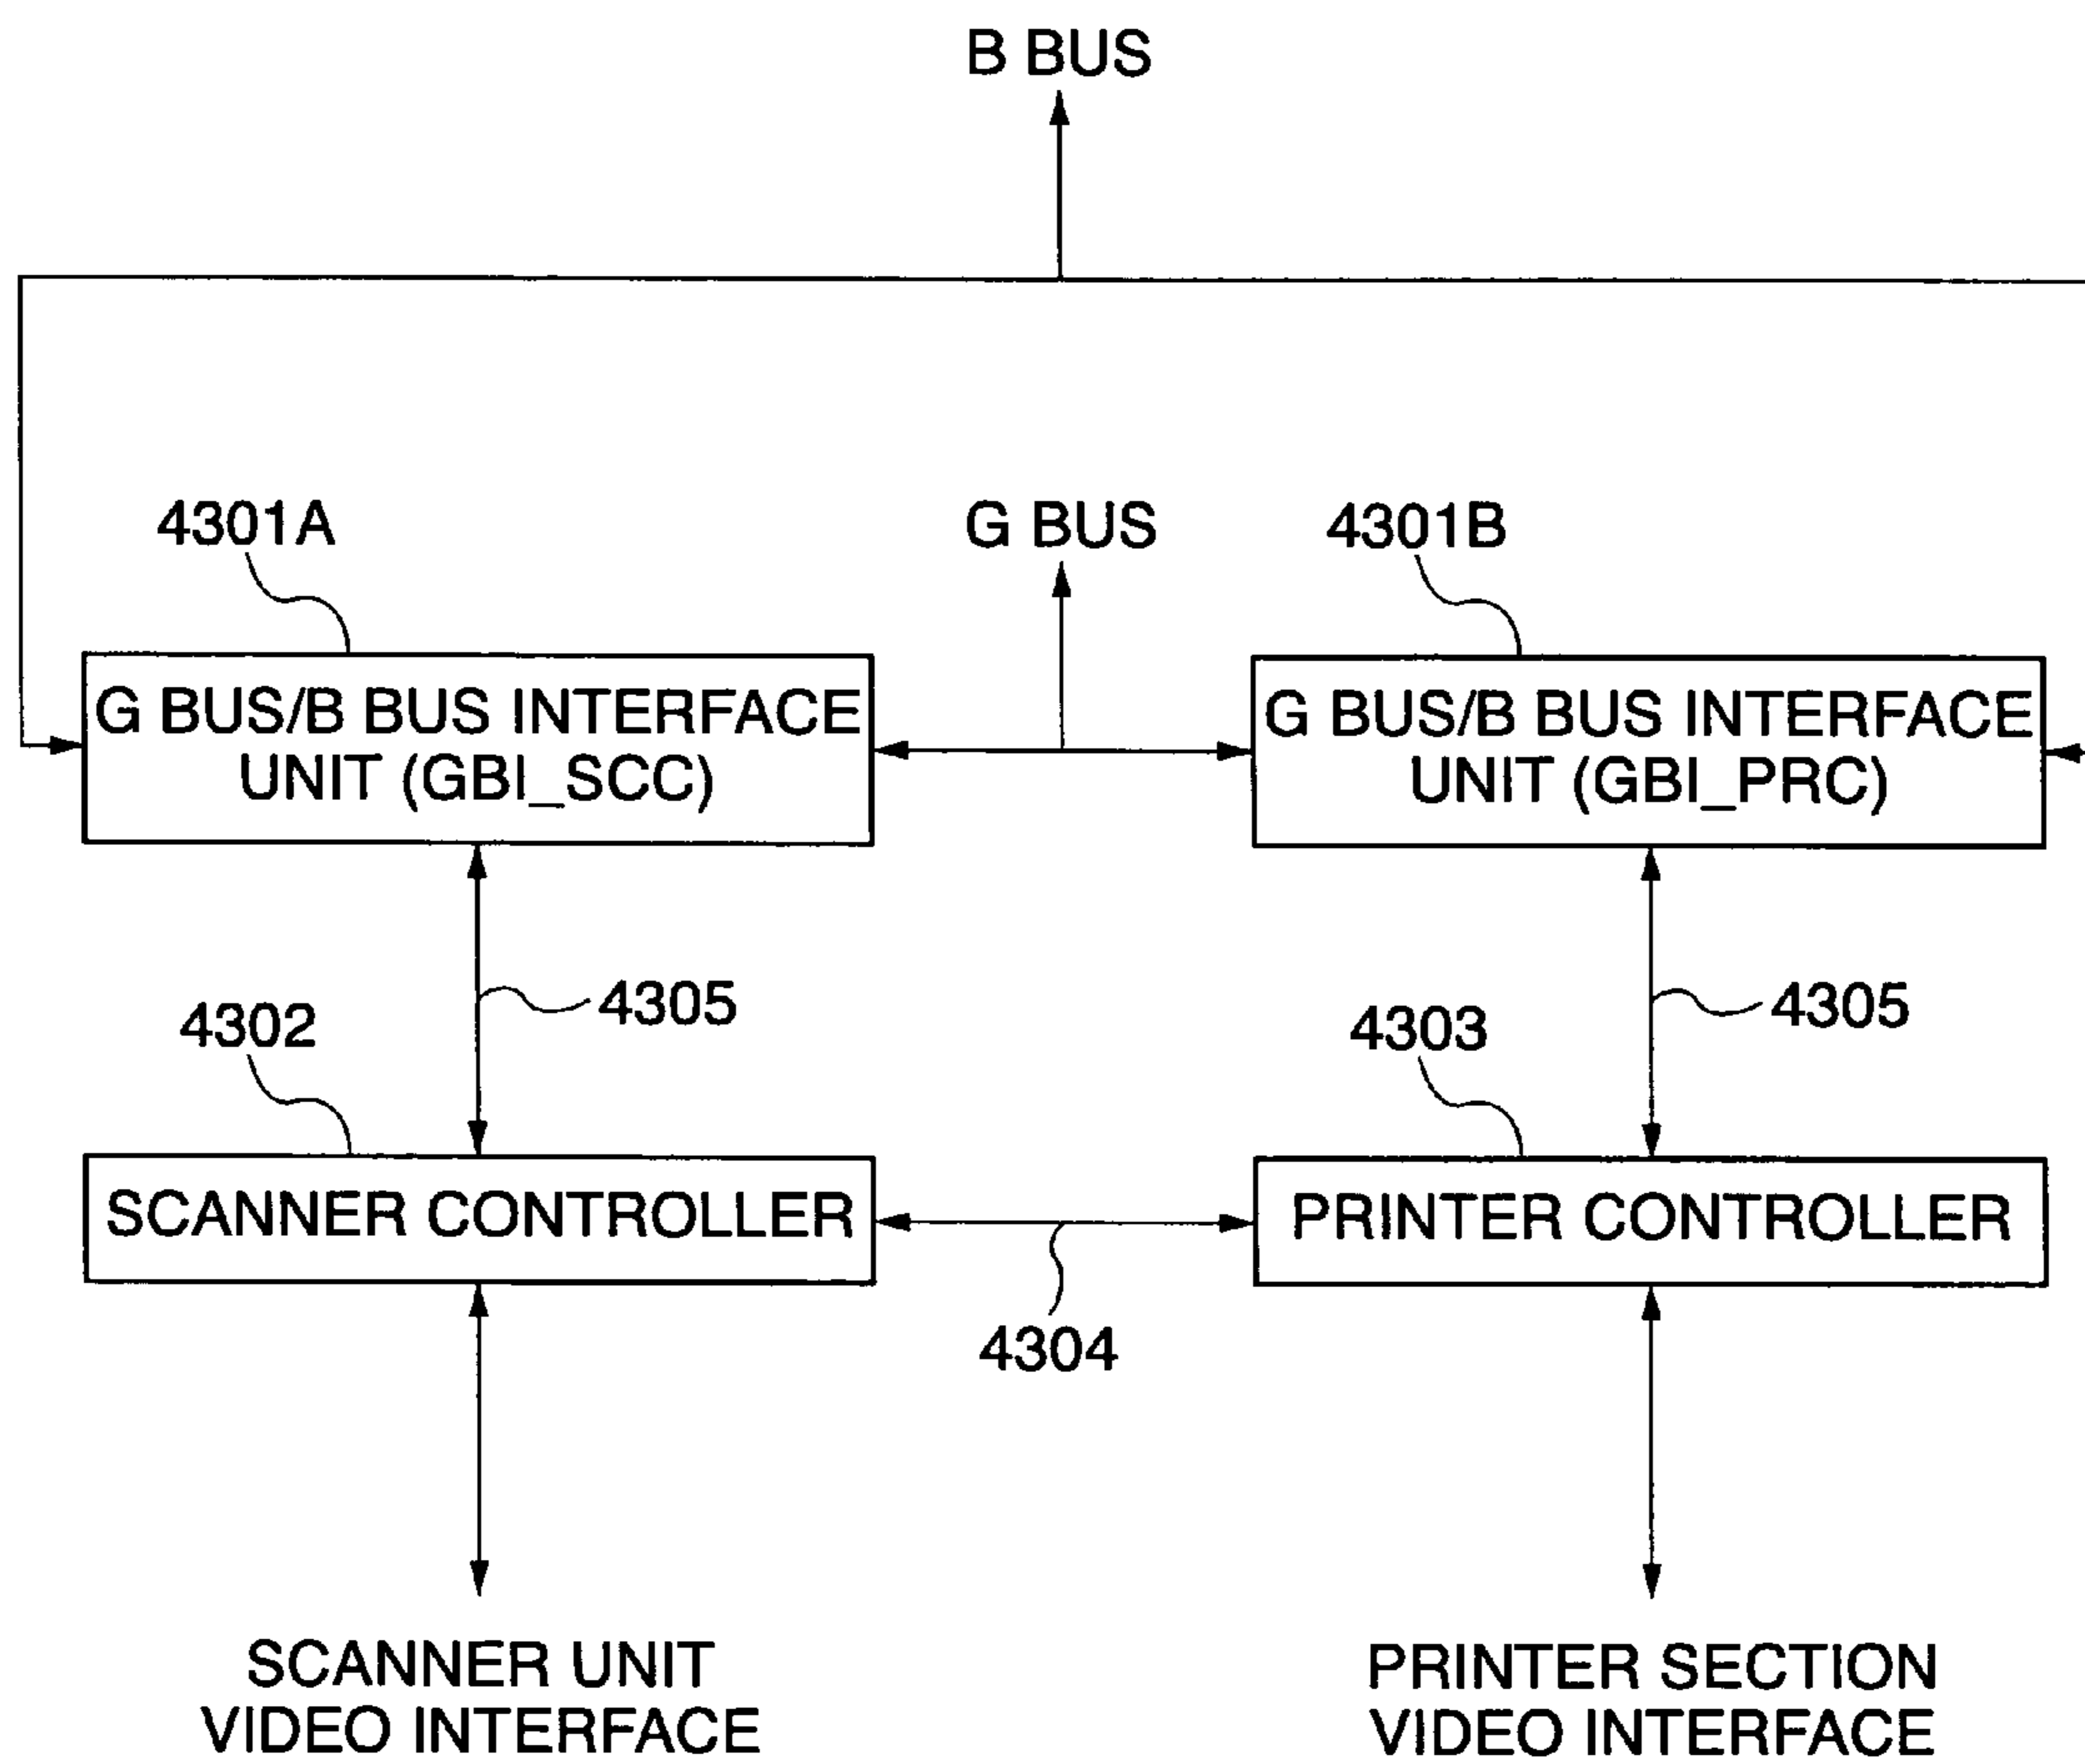 B BUS
4301A
G BUS
4301B
G BUS/B BUS INTERFACE
UNIT (GBI_SCC)
G BUS/B BUS INTERFACE
UNIT (GBI_PRC)
4302
4305
4303
4305
SCANNER CONTROLLER
PRINTER CONTROLLER
4304
SCANNER UNIT
VIDEO INTERFACE
PRINTER SECTION
VIDEO INTERFACE